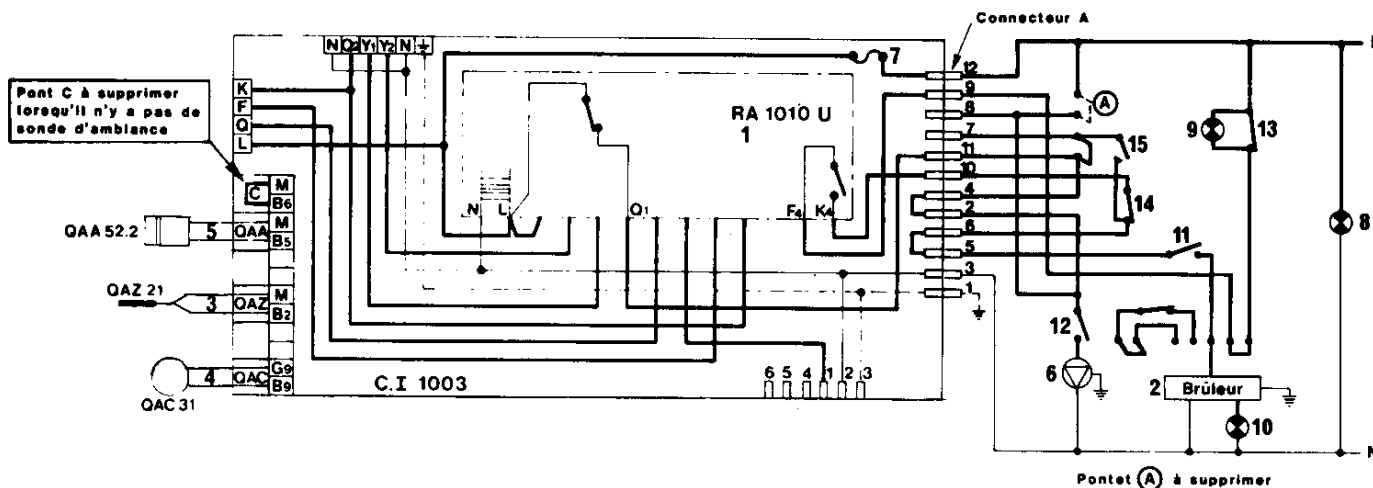 Connecteur A
N Q2 Y1 Y2 N
7
Pont C à supprimer
lorsqu'il n'y a pas de
sonde d'ambiance
K
F
Q
L
RA 1010 U
1
12
9
8
7
11
10
4
2
6
5
3
1
A
15
14
9
13
8
C
M
B6
QAA 52.2
5
QAA
M
B5
N
L
Q1
F4
K4
11
QAZ 21
3
QAZ
M
B2
12
QAC 31
4
QAC
G9
B9
C.I 1003
6 5 4 1 2 3
6
2
Brûleur
10
N
Pontet A à supprimer